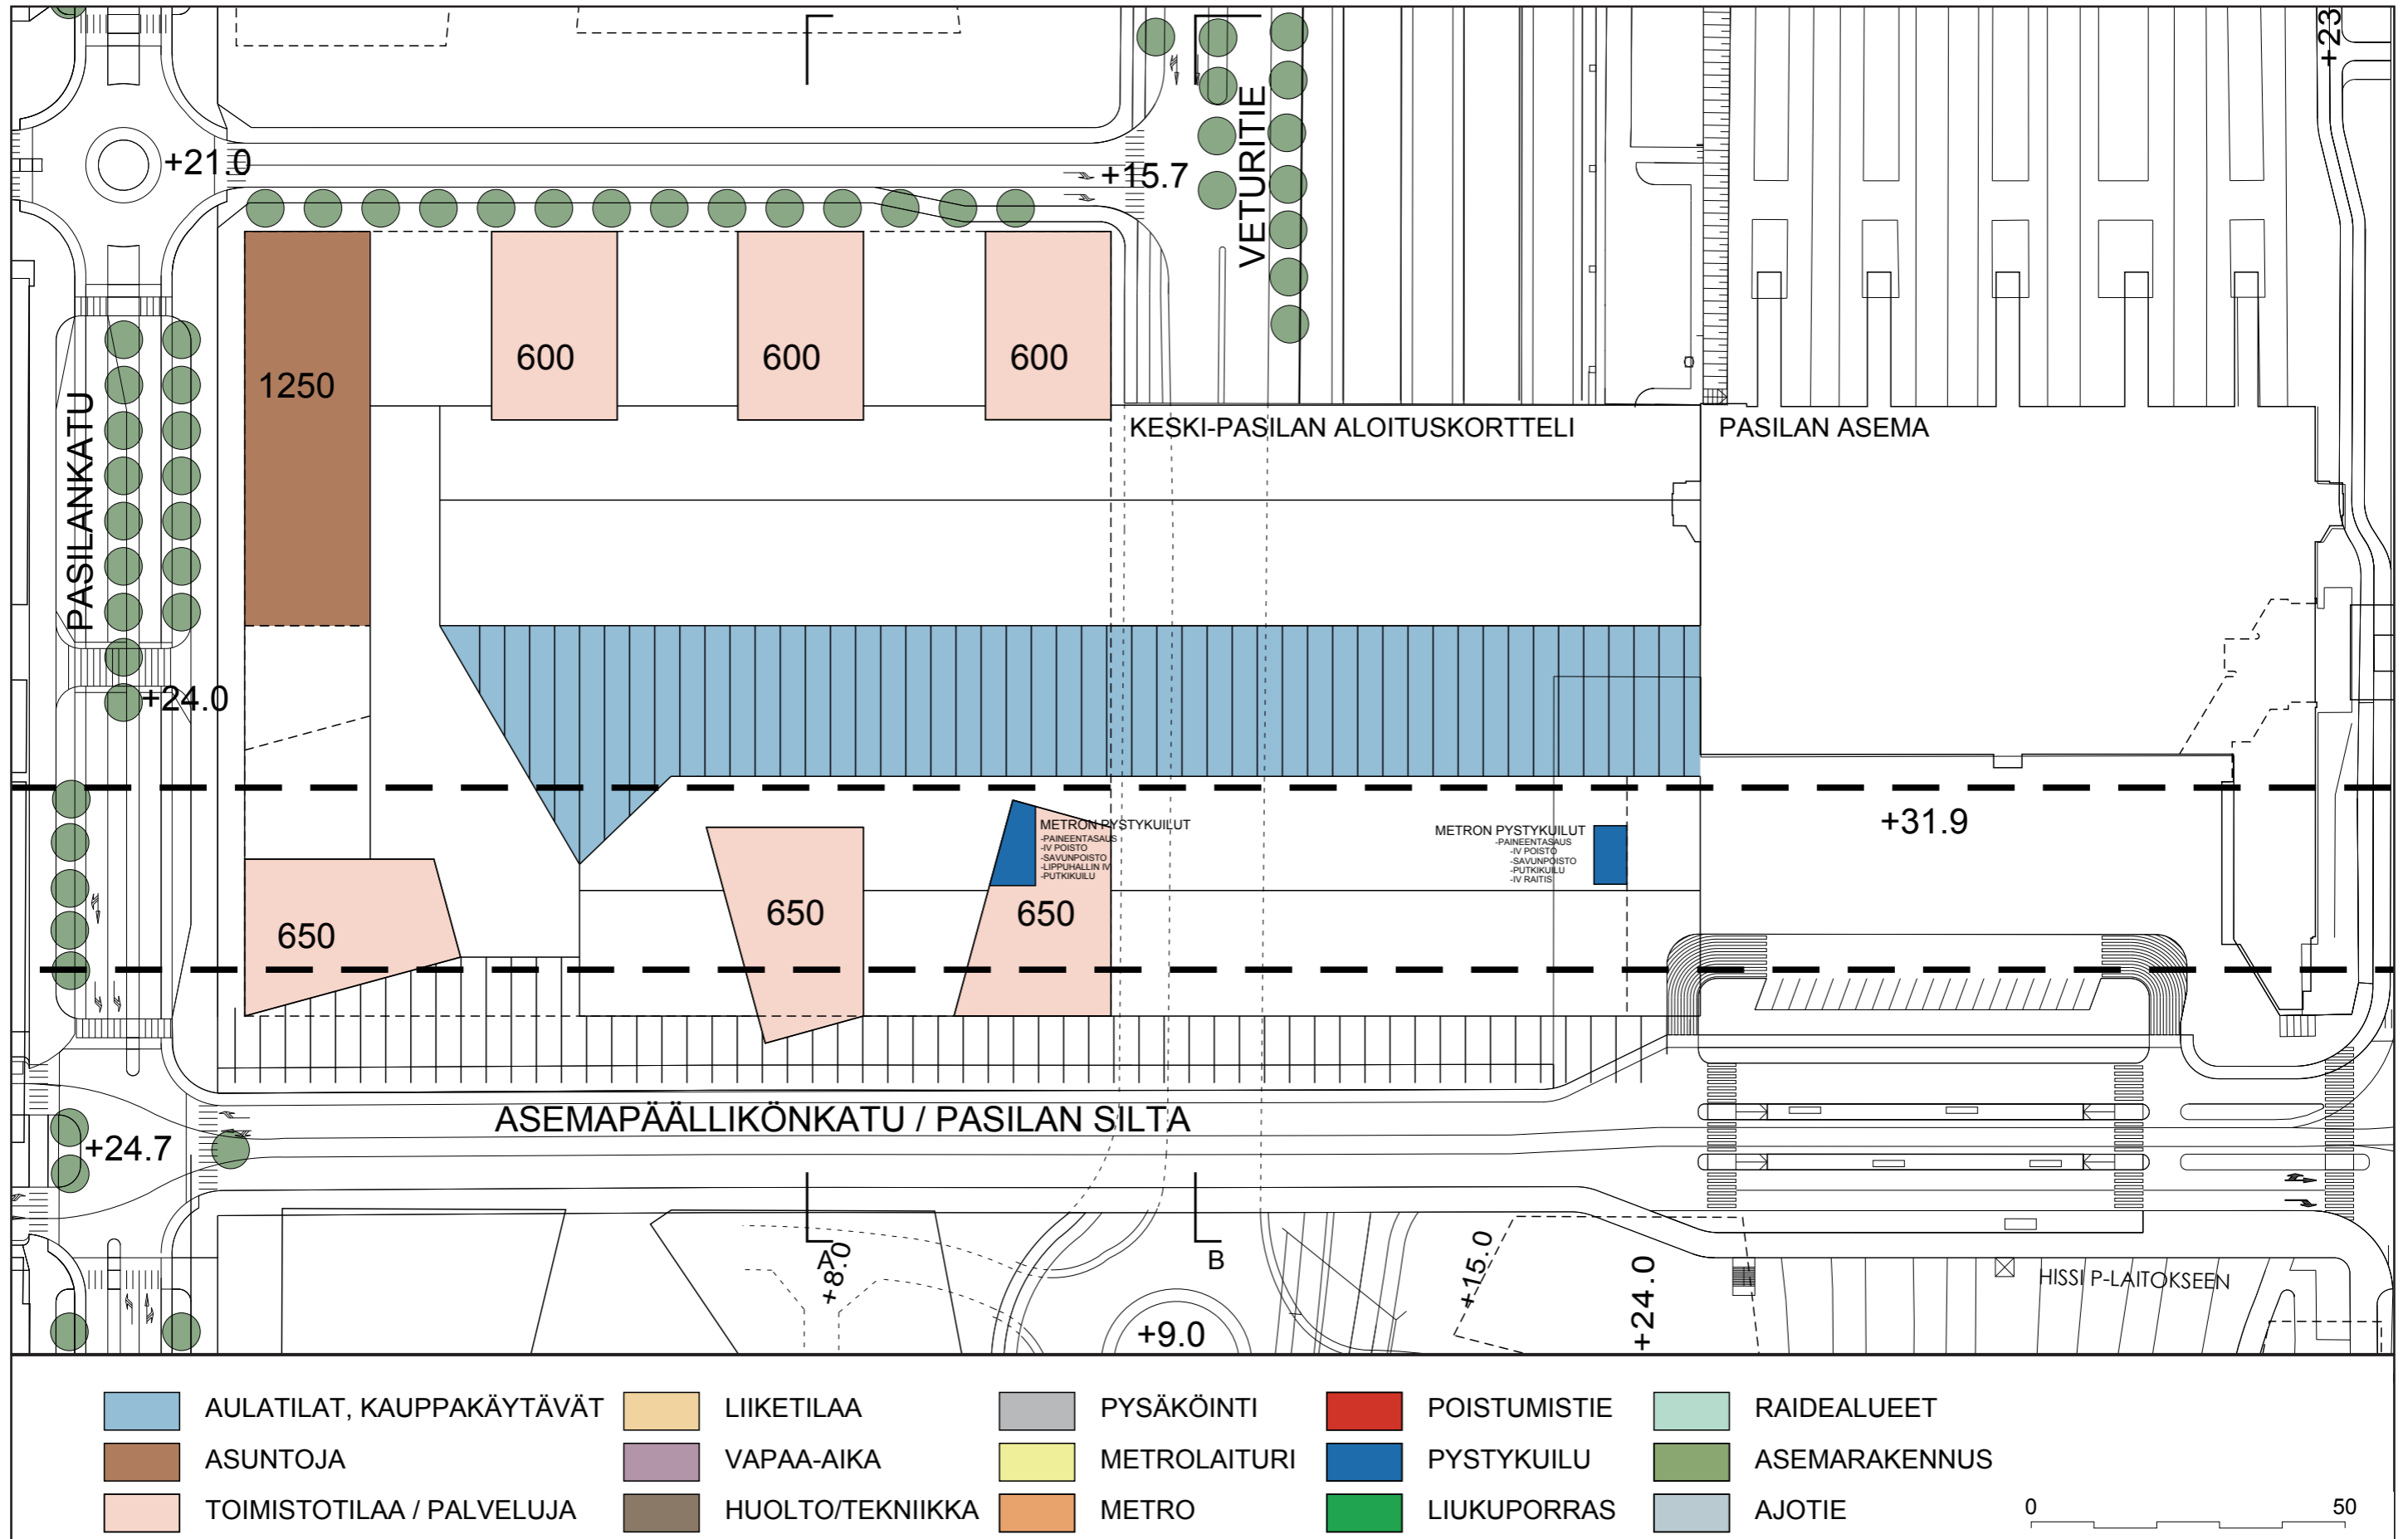 +23
+21.0
+15.7
VETURITIE
600
600
600
1250
PASILANKATU
KESKI-PASILAN ALOITUSKORTTELI
PASILAN ASEMA
+24.0
METRON PYSTYKUILUT
-PAINEENTASAUS
-IV POISTO
-SAVUNPOISTO
-LIPPUHALLIN IV
-PUTKIKUILU
METRON PYSTYKUILUT
-PAINEENTASAUS
-IV POISTO
-SAVUNPOISTO
-PUTKIKUILU
-IV RAITIS
+31.9
650
650
650
ASEMAPÄÄLLIKÖNKATU / PASILAN SILTA
+24.7
A
+8.0
B
+15.0
+24.0
HISSI P-LAITOKSEEN
+9.0
AULATILAT, KAUPPAKÄYTÄVÄT
LIIKETILAA
PYSÄKÖINTI
POISTUMISTIE
RAIDEALUEET
ASUNTOJA
VAPAA-AIKA
METROLAITURI
PYSTYKUILU
ASEMARAKENNUS
TOIMISTOTILAA / PALVELUJA
HUOLTO/TEKNIIKKA
METRO
LIUKUPORRAS
AJOTIE
0 50